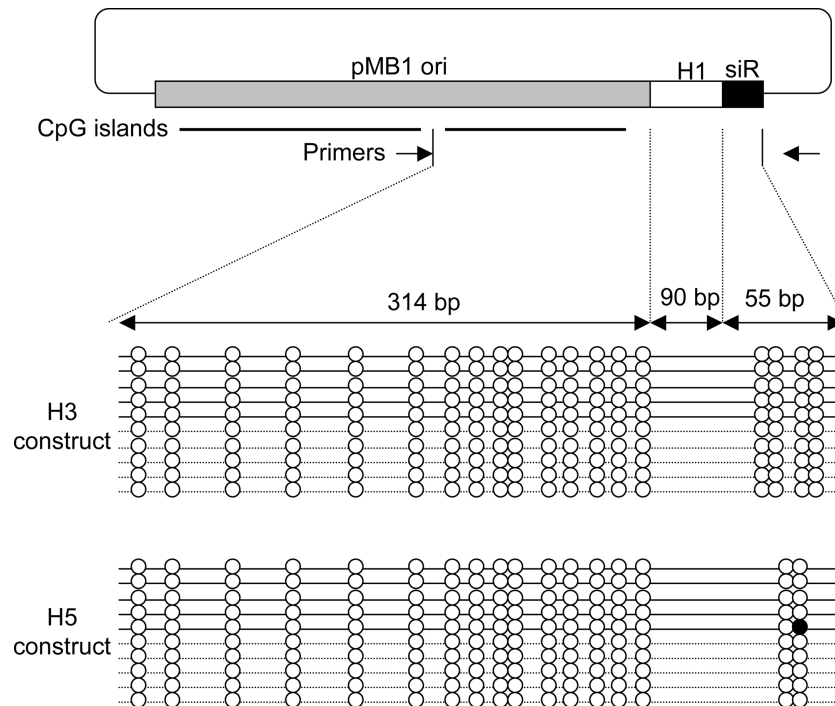 pMB1 ori
H1
siR
CpG islands
Primers
314 bp
90 bp
55 bp
H3
construct
H5
construct